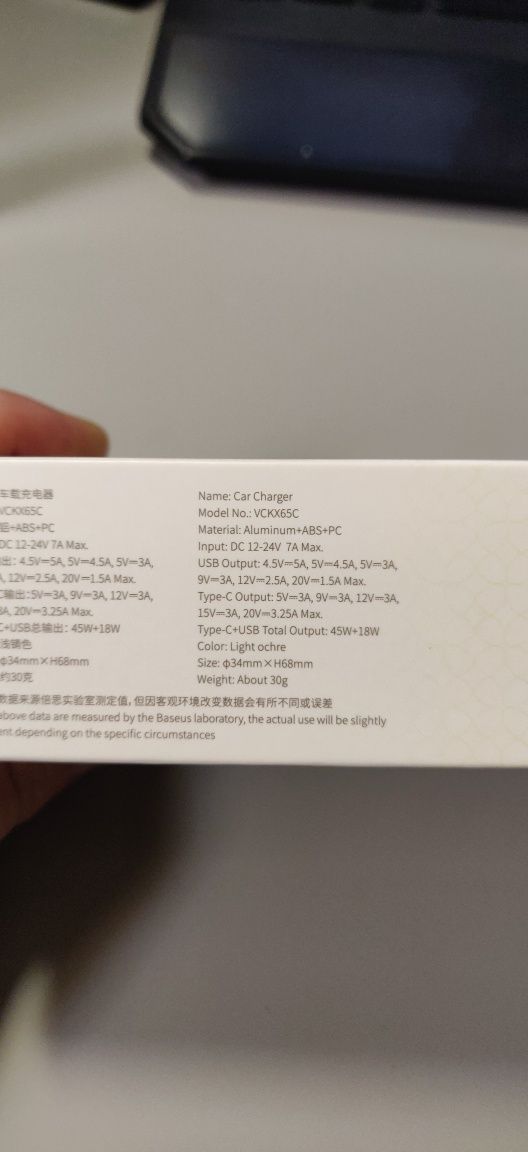 车载充电器
VCKX65C
铝+ABS+PC
DC 12-24V 7A Max.
出：4.5V⎓5A, 5V⎓4.5A, 5V⎓3A,
A, 12V⎓2.5A, 20V⎓1.5A Max.
输出:5V⎓3A, 9V⎓3A, 12V⎓3A,
3A, 20V⎓3.25A Max.
C+USB总输出：45W+18W
浅赭色
φ34mm×H68mm
约30克
Name: Car Charger
Model No.: VCKX65C
Material: Aluminum+ABS+PC
Input: DC 12-24V 7A Max.
USB Output: 4.5V⎓5A, 5V⎓4.5A, 5V⎓3A,
9V⎓3A, 12V⎓2.5A, 20V⎓1.5A Max.
Type-C Output: 5V⎓3A, 9V⎓3A, 12V⎓3A,
15V⎓3A, 20V⎓3.25A Max.
Type-C+USB Total Output: 45W+18W
Color: Light ochre
Size: φ34mm×H68mm
Weight: About 30g
数据来源倍思实验室测定值，但因客观环境改变数据会有所不同或误差
above data are measured by the Baseus laboratory, the actual use will be slightly
ent depending on the specific circumstances